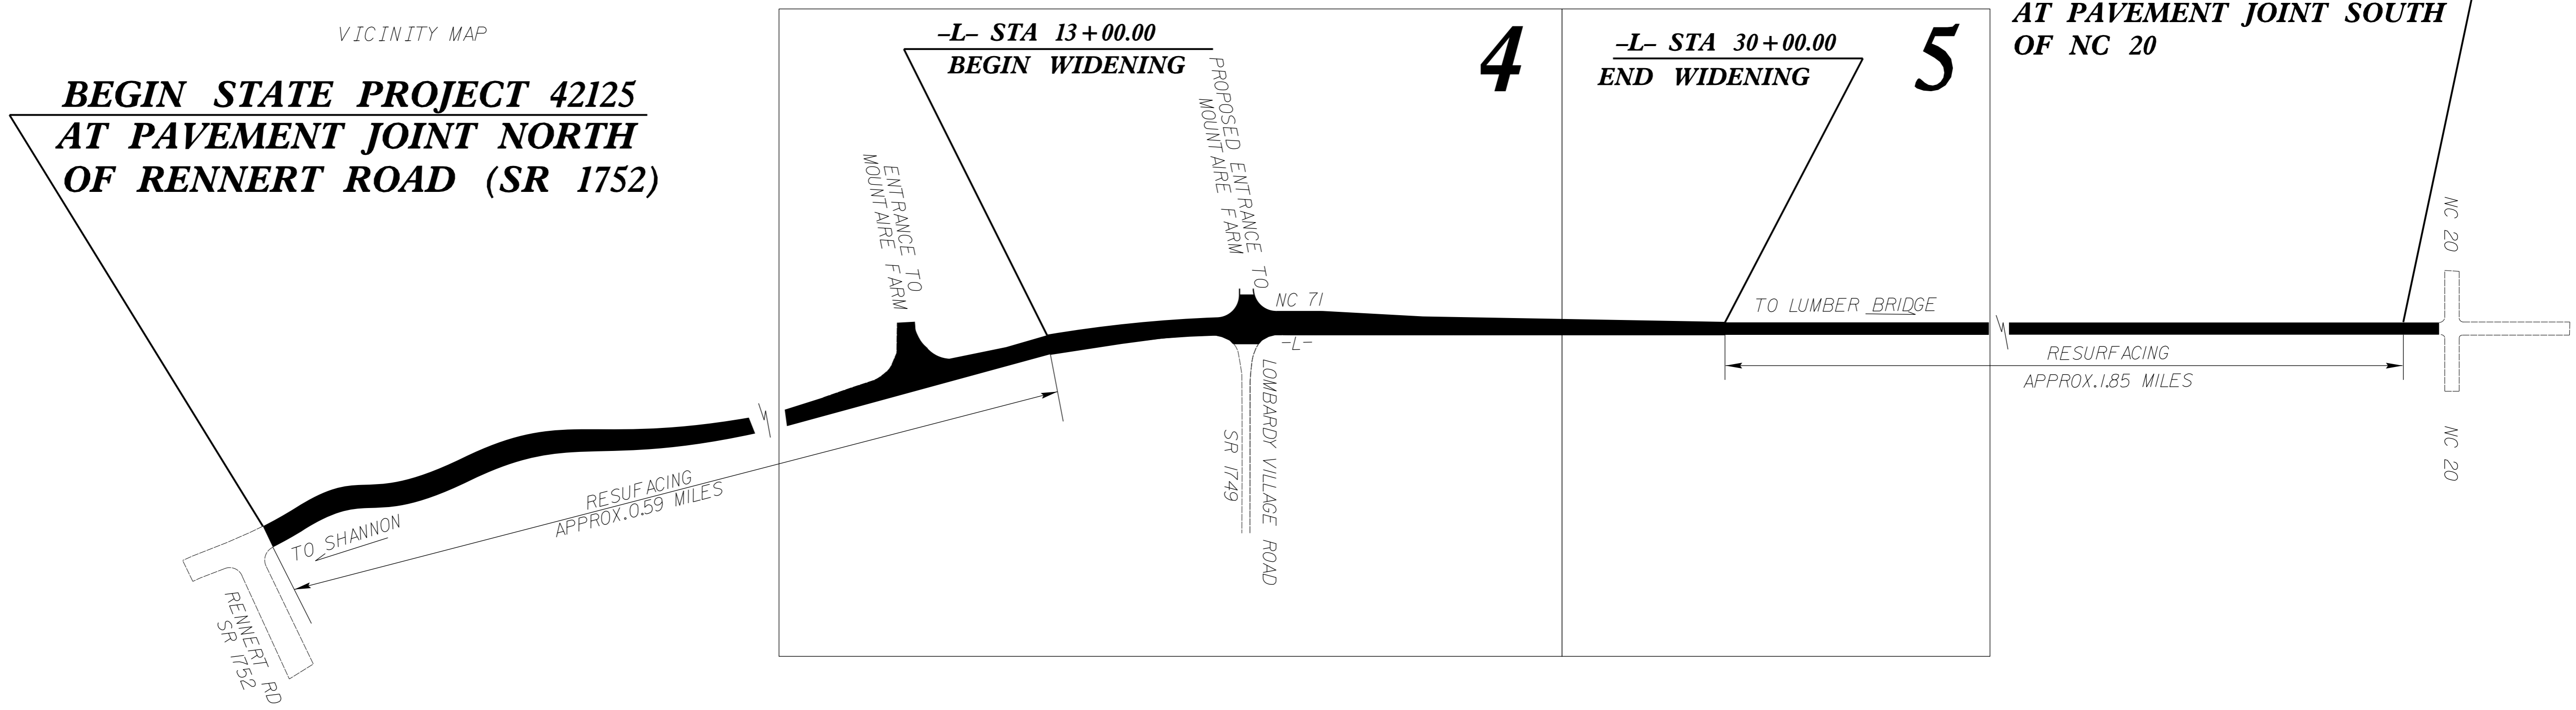 VICINITY MAP
BEGIN STATE PROJECT 42125
AT PAVEMENT JOINT NORTH
OF RENNERT ROAD (SR 1752)
-L- STA 13+00.00
BEGIN WIDENING
4
-L- STA 30+00.00
END WIDENING
5
AT PAVEMENT JOINT SOUTH
OF NC 20
ENTRANCE TO
MOUNTAIRE FARM
PROPOSED ENTRANCE TO
MOUNTAIRE FARM
NC 71
-L-
TO LUMBER BRIDGE
NC 20
RESURFACING
APPROX.1.85 MILES
NC 20
LOMBARDY VILLAGE ROAD
SR 1749
RESUFACING
APPROX.0.59 MILES
TO SHANNON
RENNERT RD
SR 1752